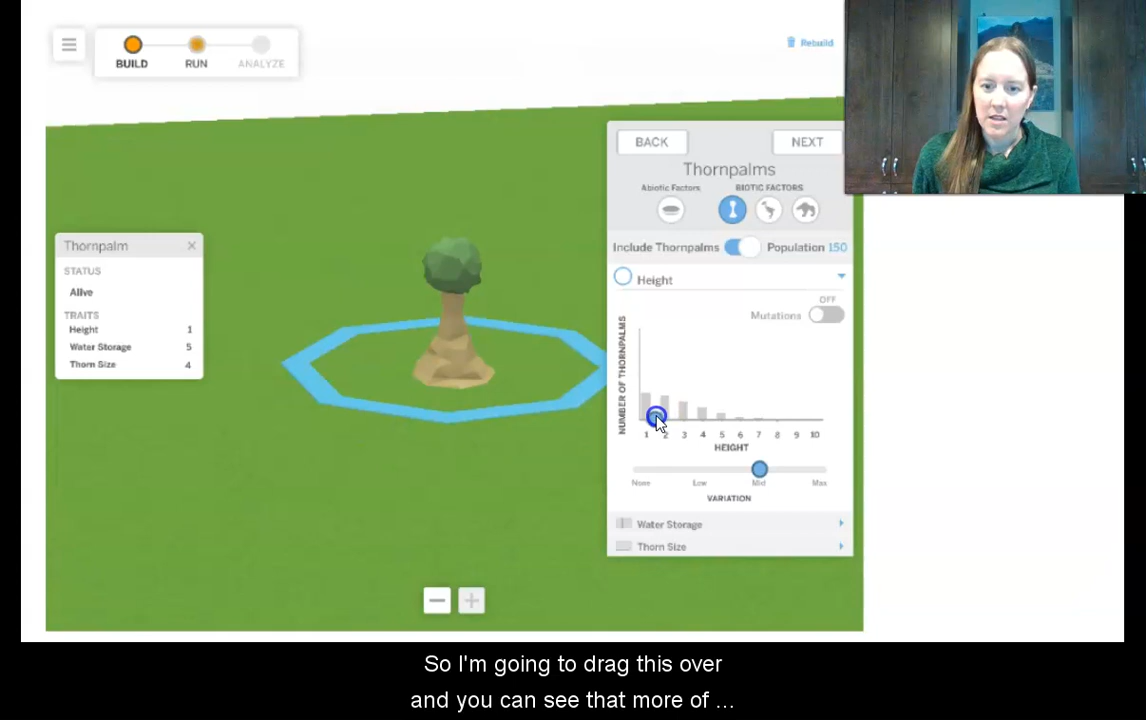 BUILD RUN ANALYZE
Rebuild
BACK NEXT
Thornpalms
Abiotic Factors BIOTIC FACTORS
Include Thornpalms Population 150
Height
OFF
Mutations
NUMBER OF THORNPALMS
1 2 3 4 5 6 7 8 9 10
HEIGHT
None Low Mid Max
VARIATION
Water Storage
Thorn Size
Thornpalm
STATUS
Alive
TRAITS
Height 1
Water Storage 5
Thorn Size 4
So I'm going to drag this over
and you can see that more of ...